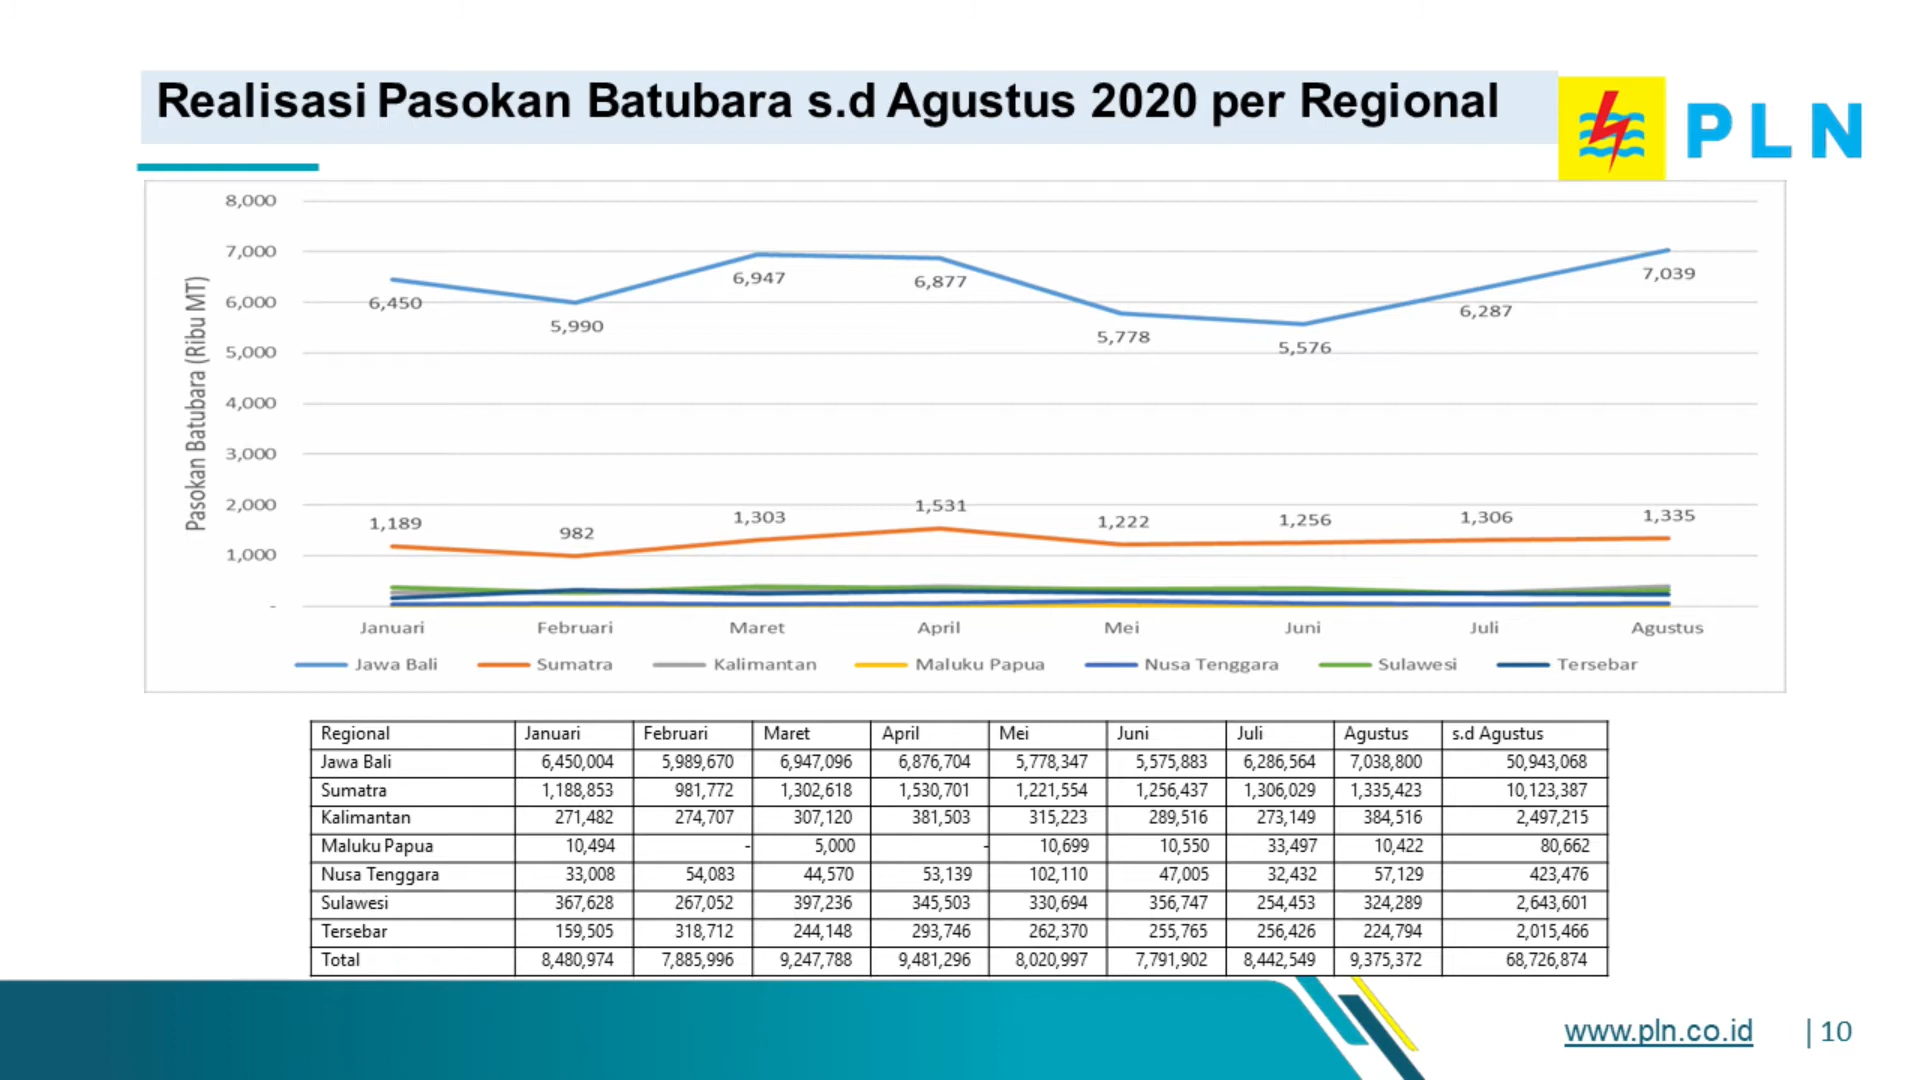 Realisasi Pasokan Batubara s.d Agustus 2020 per Regional
PLN
Pasokan Batubara (Ribu MT)
8,000
7,000
6,000
5,000
4,000
3,000
2,000
1,000
-
6,450
5,990
6,947
6,877
5,778
5,576
6,287
7,039
1,189
982
1,303
1,531
1,222
1,256
1,306
1,335
Januari Februari Maret April Mei Juni Juli Agustus
Jawa Bali Sumatra Kalimantan Maluku Papua Nusa Tenggara Sulawesi Tersebar
Regional Januari Februari Maret April Mei Juni Juli Agustus s.d Agustus
Jawa Bali 6,450,004 5,989,670 6,947,096 6,876,704 5,778,347 5,575,883 6,286,564 7,038,800 50,943,068
Sumatra 1,188,853 981,772 1,302,618 1,530,701 1,221,554 1,256,437 1,306,029 1,335,423 10,123,387
Kalimantan 271,482 274,707 307,120 381,503 315,223 289,516 273,149 384,516 2,497,215
Maluku Papua 10,494 - 5,000 - 10,699 10,550 33,497 10,422 80,662
Nusa Tenggara 33,008 54,083 44,570 53,139 102,110 47,005 32,432 57,129 423,476
Sulawesi 367,628 267,052 397,236 345,503 330,694 356,747 254,453 324,289 2,643,601
Tersebar 159,505 318,712 244,148 293,746 262,370 255,765 256,426 224,794 2,015,466
Total 8,480,974 7,885,996 9,247,788 9,481,296 8,020,997 7,791,902 8,442,549 9,375,372 68,726,874
www.pln.co.id | 10